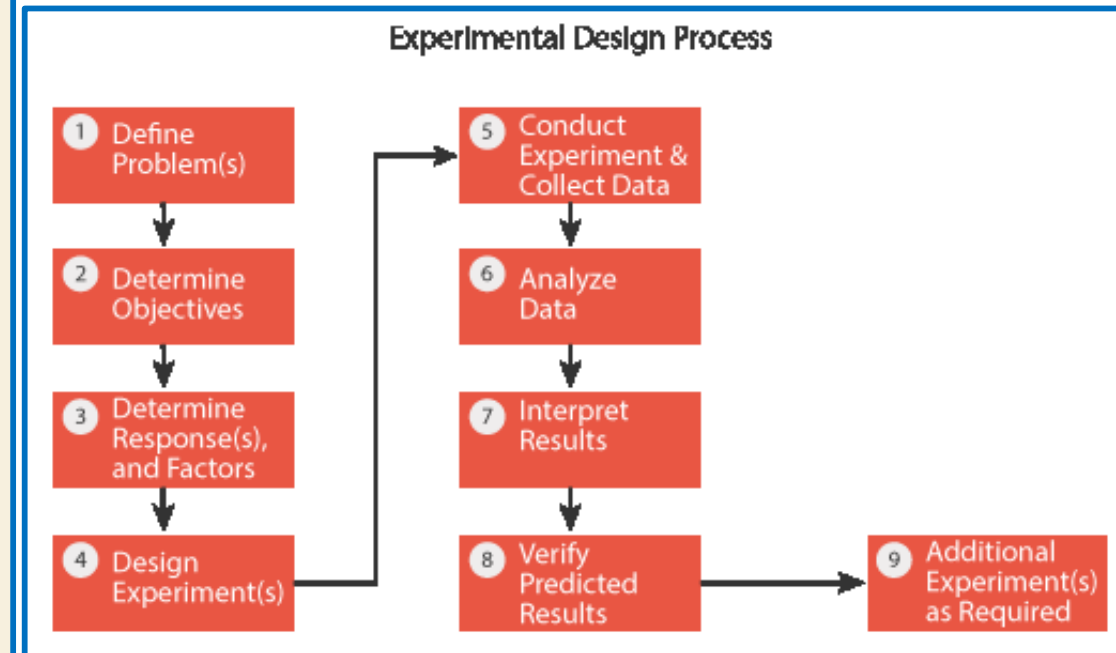 Experimental Design Process
1 Define
Problem(s)
2 Determine
Objectives
3 Determine
Response(s),
and Factors
4 Design
Experiment(s)
5 Conduct
Experiment &
Collect Data
6 Analyze
Data
7 Interpret
Results
8 Verify
Predicted
Results
9 Additional
Experiment(s)
as Required